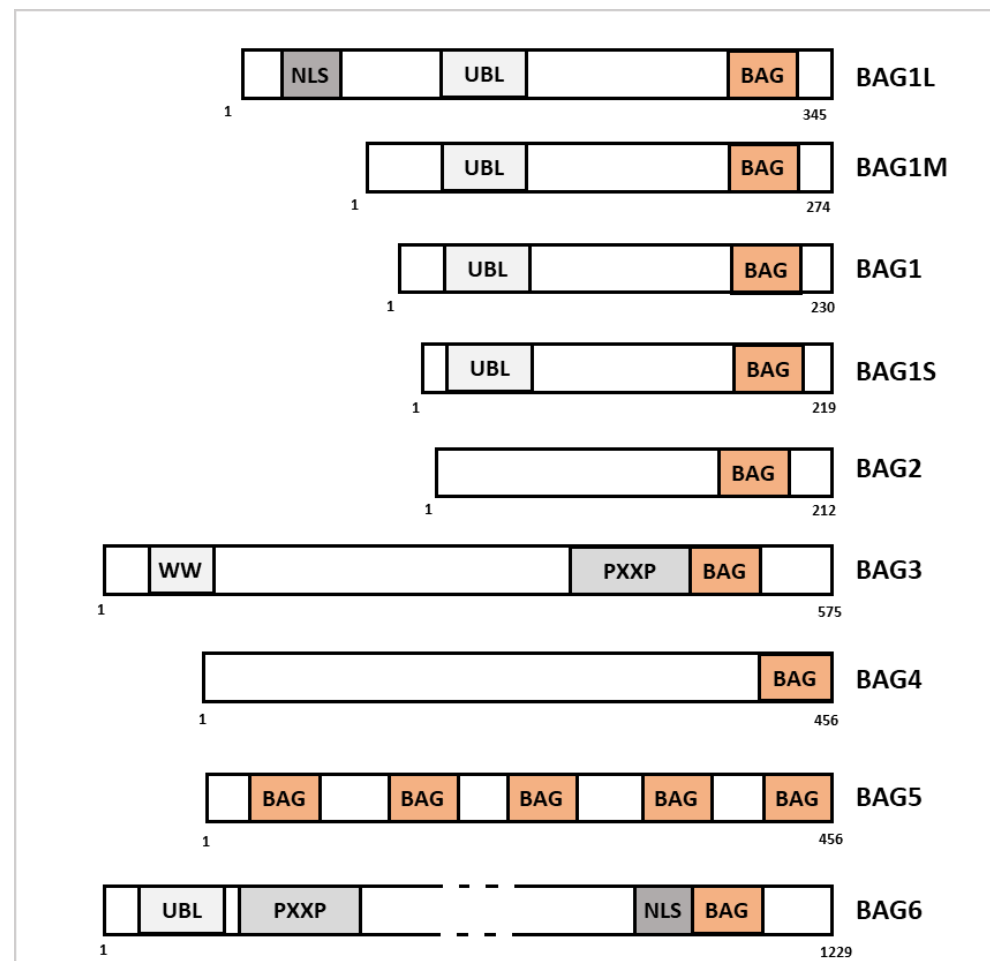 NLS UBL BAG BAG1L
1 345
UBL BAG BAG1M
1 274
UBL BAG BAG1
1 230
UBL BAG BAG1S
1 219
BAG BAG2
1 212
WW PXXP BAG BAG3
1 575
BAG BAG4
1 456
BAG BAG BAG BAG BAG BAG5
1 456
UBL PXXP NLS BAG BAG6
1 1229